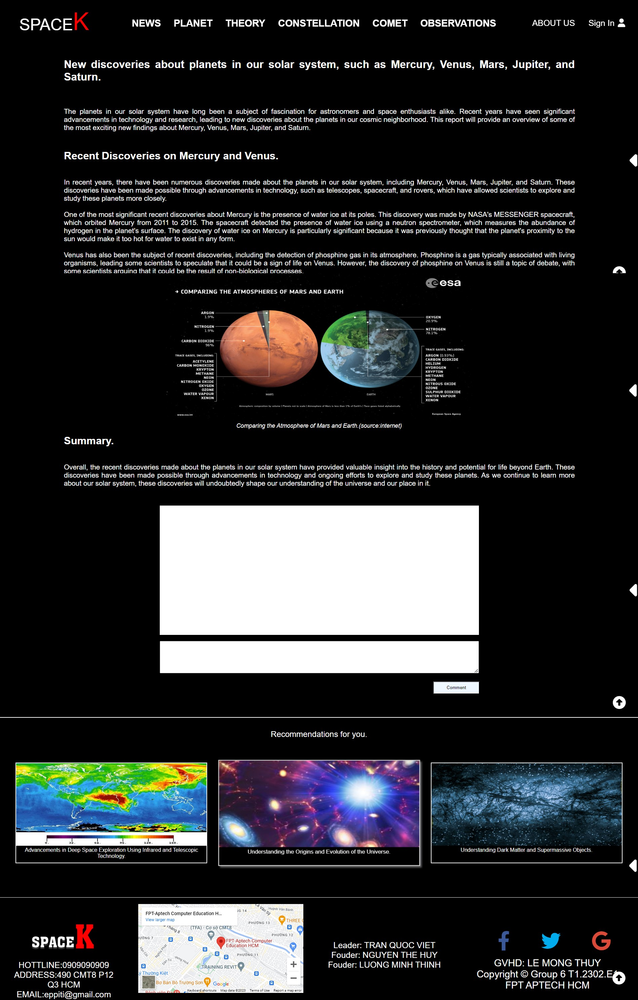 SPACEK
NEWS PLANET THEORY CONSTELLATION COMET OBSERVATIONS
ABOUT US Sign In
New discoveries about planets in our solar system, such as Mercury, Venus, Mars, Jupiter, and
Saturn.
The planets in our solar system have long been a subject of fascination for astronomers and space enthusiasts alike. Recent years have seen significant
advancements in technology and research, leading to new discoveries about the planets in our cosmic neighborhood. This report will provide an overview of some of
the most exciting new findings about Mercury, Venus, Mars, Jupiter, and Saturn.
Recent Discoveries on Mercury and Venus.
In recent years, there have been numerous discoveries made about the planets in our solar system, including Mercury, Venus, Mars, Jupiter, and Saturn. These
discoveries have been made possible through advancements in technology, such as telescopes, spacecraft, and rovers, which have allowed scientists to explore and
study these planets more closely.
One of the most significant recent discoveries about Mercury is the presence of water ice at its poles. This discovery was made by NASA's MESSENGER spacecraft,
which orbited Mercury from 2011 to 2015. The spacecraft detected the presence of water ice using a neutron spectrometer, which measures the abundance of
hydrogen in the planet's surface. The discovery of water ice on Mercury is particularly significant because it was previously thought that the planet's proximity to the
sun would make it too hot for water to exist in any form.
Venus has also been the subject of recent discoveries, including the detection of phosphine gas in its atmosphere. Phosphine is a gas typically associated with living
organisms, leading some scientists to speculate that it could be a sign of life on Venus. However, the discovery of phosphine on Venus is still a topic of debate, with
some scientists arguing that it could be the result of non-biological processes.
esa
→ COMPARING THE ATMOSPHERES OF MARS AND EARTH
ARGON
1.9%
NITROGEN
1.9%
CARBON DIOXIDE
96%
TRACE GASES, INCLUDING:
ACETYLENE
CARBON MONOXIDE
KRYPTON
METHANE
NEON
NITROGEN OXIDE
OXYGEN
OZONE
WATER VAPOUR
XENON
MARS
OXYGEN
20.9%
NITROGEN
78.1%
TRACE GASES, INCLUDING:
ARGON (0.93%)
CARBON DIOXIDE
HELIUM
HYDROGEN
KRYPTON
METHANE
NEON
NITROUS OXIDE
OZONE
SULPHUR DIOXIDE
WATER VAPOUR
XENON
EARTH
Atmospheric composition by volume | Planets not to scale | Atmosphere of Mars is less than 1% of Earth's | Trace gases listed alphabetically
www.esa.int
European Space Agency
Comparing the Atmosphere of Mars and Earth.(source:internet)
Summary.
Overall, the recent discoveries made about the planets in our solar system have provided valuable insight into the history and potential for life beyond Earth. These
discoveries have been made possible through advancements in technology and ongoing efforts to explore and study these planets. As we continue to learn more
about our solar system, these discoveries will undoubtedly shape our understanding of the universe and our place in it.
Comment
Recommendations for you.
0. 32. 64. 96. 128. 160.
Advancements in Deep Space Exploration Using Infrared and Telescopic
Technology.
Understanding the Origins and Evolution of the Universe.
Understanding Dark Matter and Supermassive Objects.
SPACEK
HOTTLINE:0909090909
ADDRESS:490 CMT8 P12
Q3 HCM
EMAIL:eppiti@gmail.com
FPT-Aptech Computer Education H...
View larger map
NG 14
Lê Văn Sỹ
Huỳnh Văn Bánh
THREE
PHƯỜNG 13
Tháng 8
(TFA) - Cơ sở CMT8
PHƯỜNG 12
ƯỜNG 7
FPT-Aptech Computer
Education HCM
Văn Côi
Nghĩa Phát
Dân Trí
Hưng Hoá
PHƯỜNG 11
TRAINING REVIT
Lý Thường Kiệt
Bơ Bán Bò Trường Sơn
Google
Bệnh viện
Keyboard shortcuts Map data ©2023 Terms of Use Report a map error
Leader: TRAN QUOC VIET
Fouder: NGUYEN THE HUY
Fouder: LUONG MINH THINH
GVHD: LE MONG THUY
Copyright © Group 6 T1.2302.E1
FPT APTECH HCM